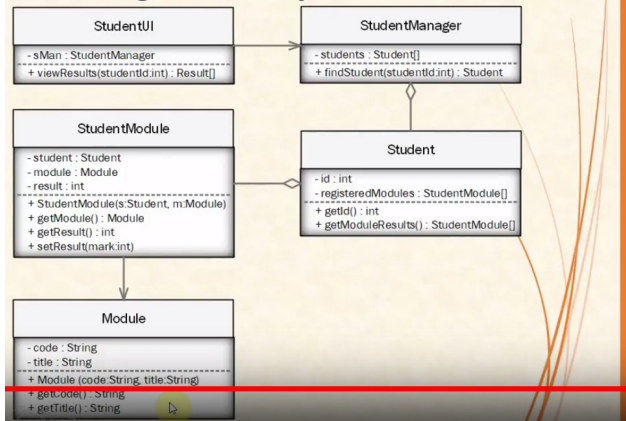 StudentUI
- sMan : StudentManager
+ viewResults(studentId:int) : Result[]
StudentManager
- students : Student[]
+ findStudent(studentId:int) : Student
StudentModule
- student : Student
- module : Module
- result : int
+ StudentModule(s:Student, m:Module)
+ getModule() : Module
+ getResult() : int
+ setResult(mark:int)
Student
- id : int
- registeredModules : StudentModule[]
+ getId() : int
+ getModuleResults() : StudentModule[]
Module
- code : String
- title : String
+ Module (code:String, title:String)
+ getCode() : String
+ getTitle() : String